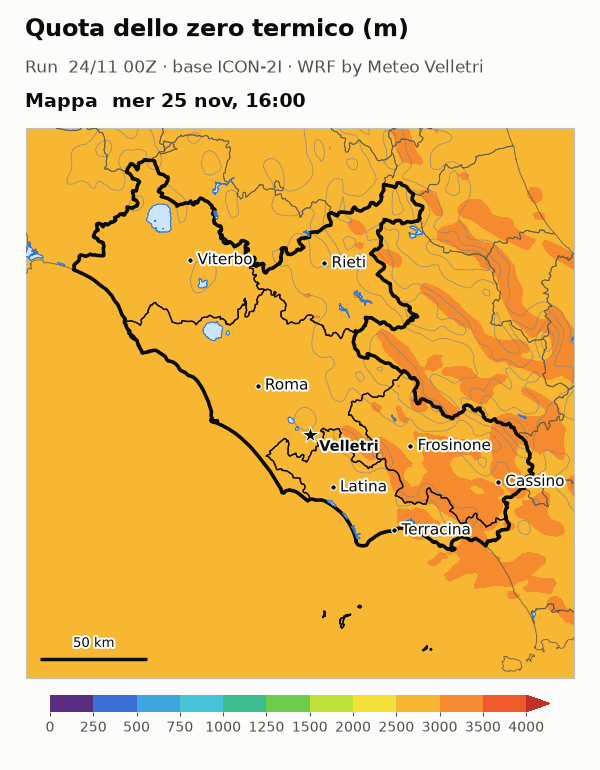 Quota dello zero termico (m)
Run  24/11 00Z · base ICON-2I · WRF by Meteo Velletri
Mappa  mer 25 nov, 16:00
Viterbo
Rieti
Roma
Velletri
Frosinone
Latina
Cassino
Terracina
50 km
0 250 500 750 1000 1250 1500 2000 2500 3000 3500 4000